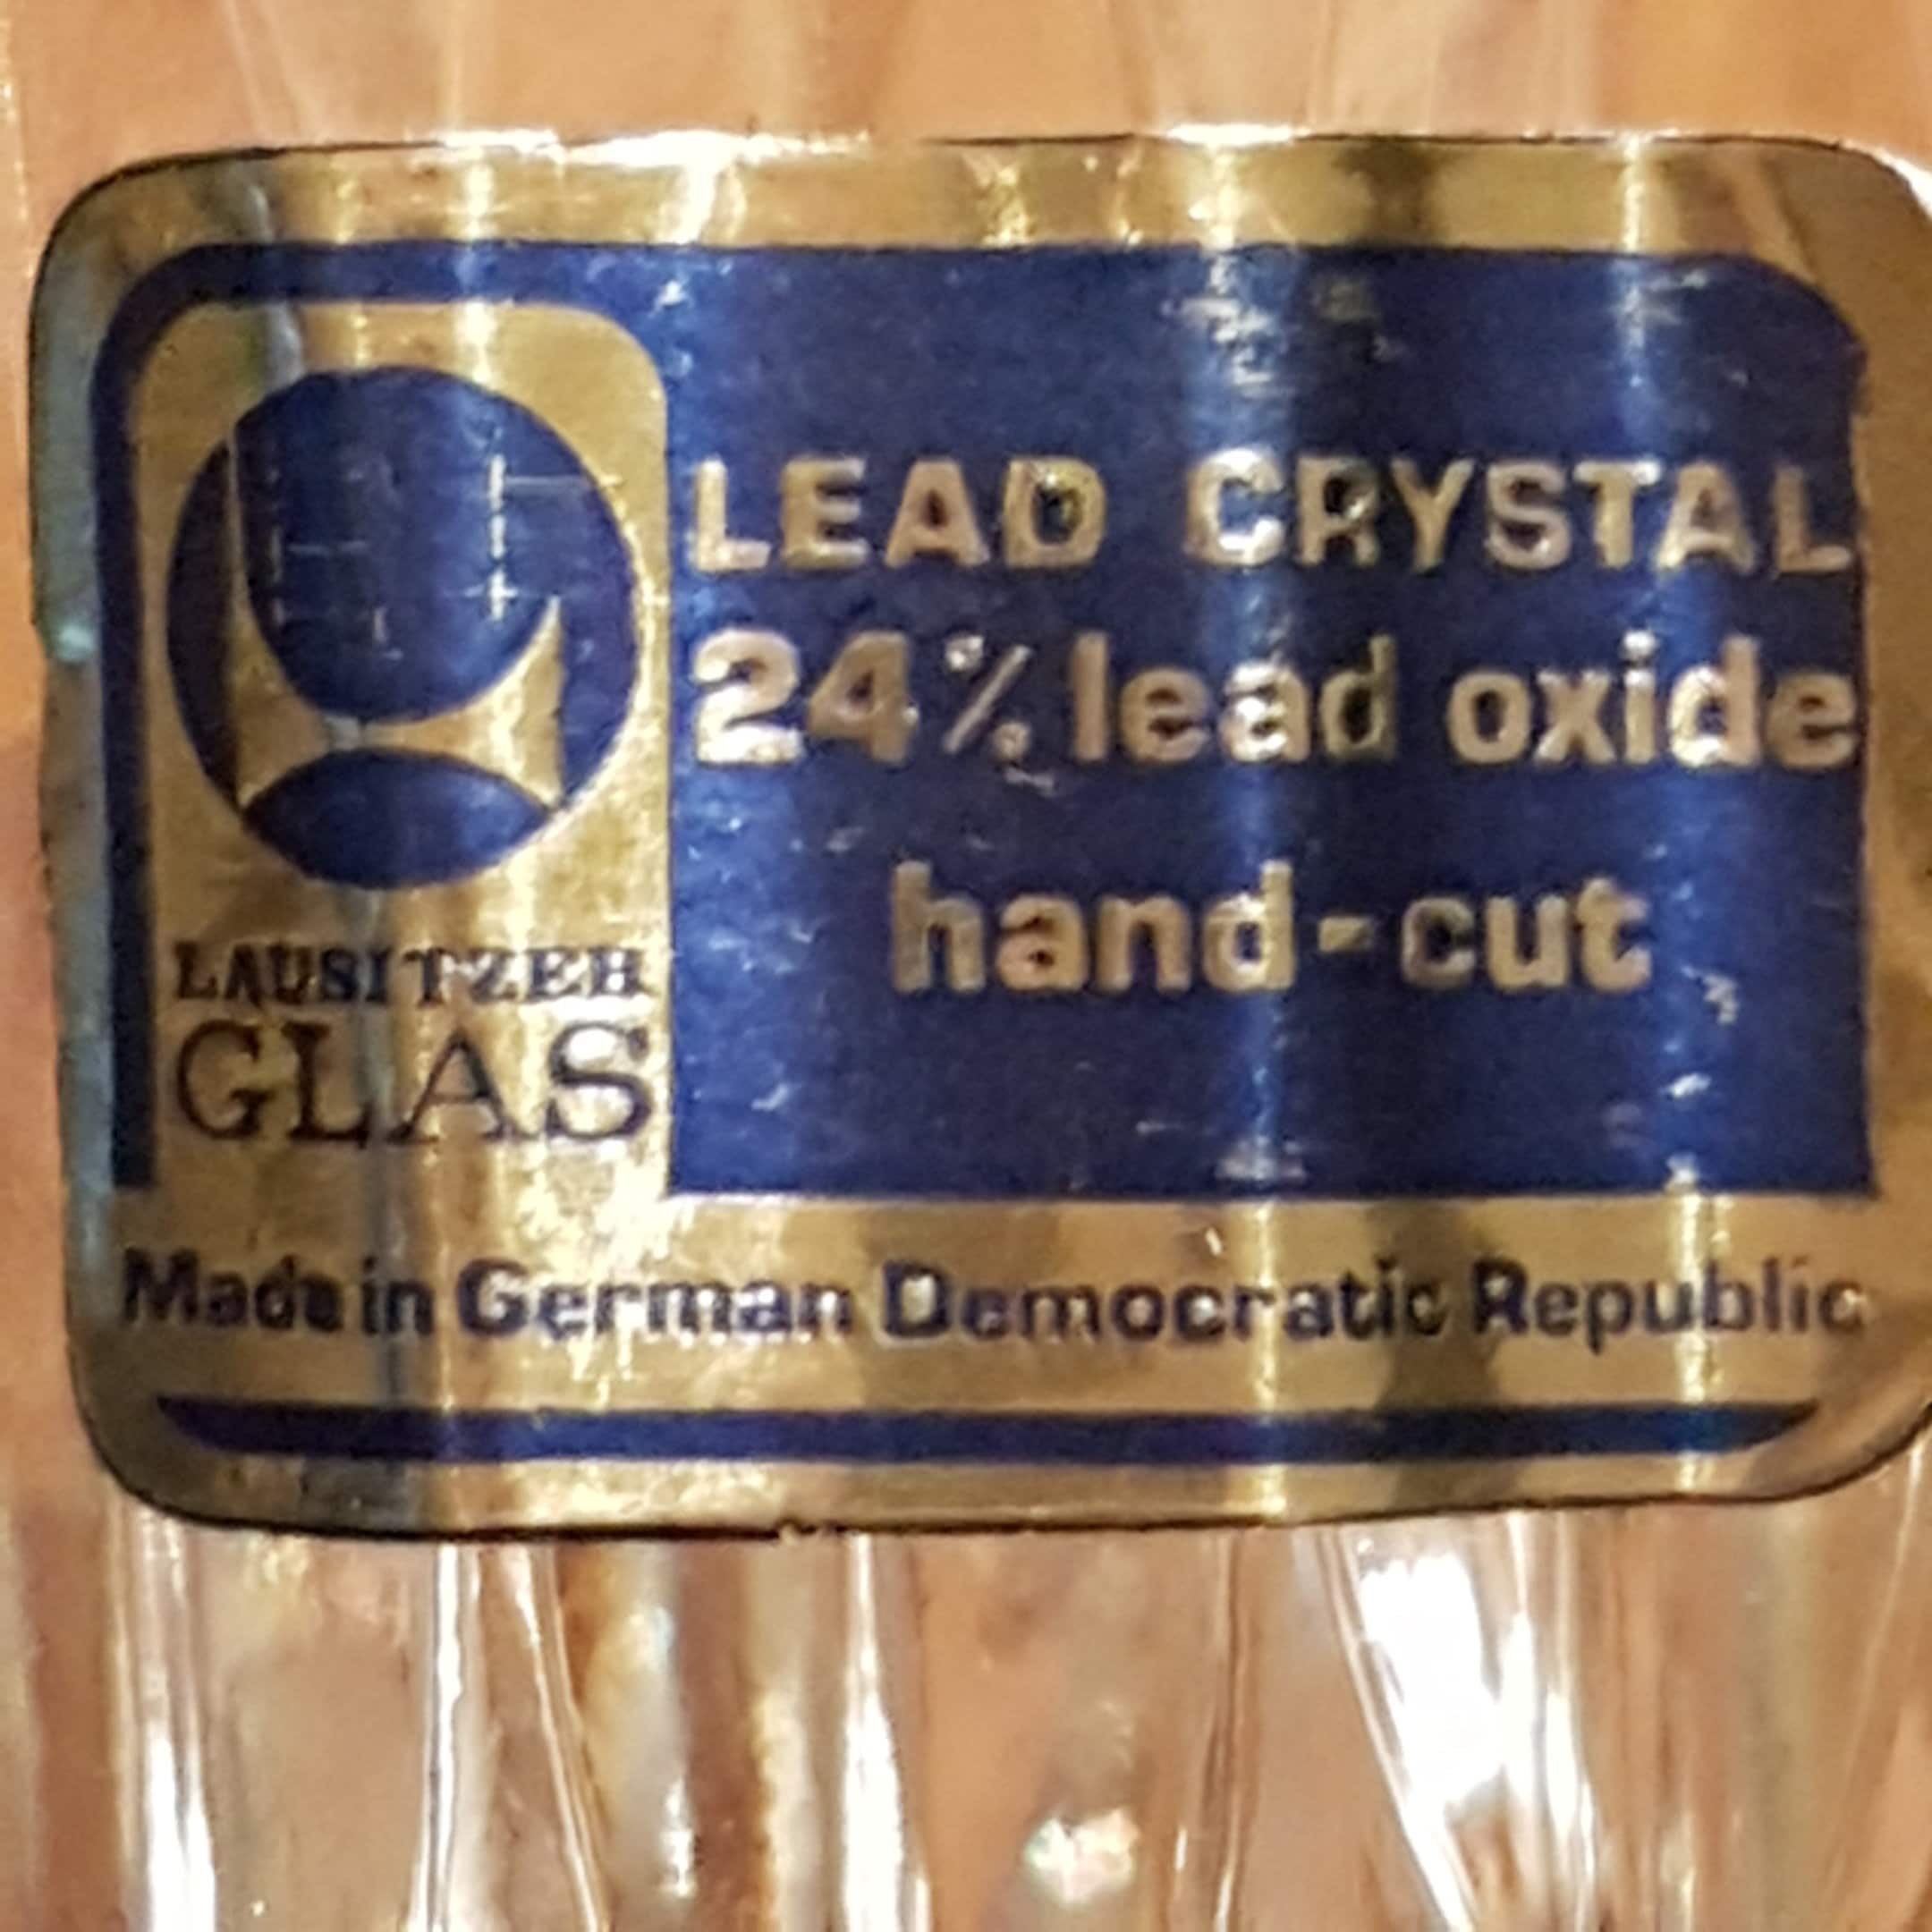 LEAD CRYSTAL
24% lead oxide
hand-cut
LAUSITZER
GLAS
Made in German Democratic Republic